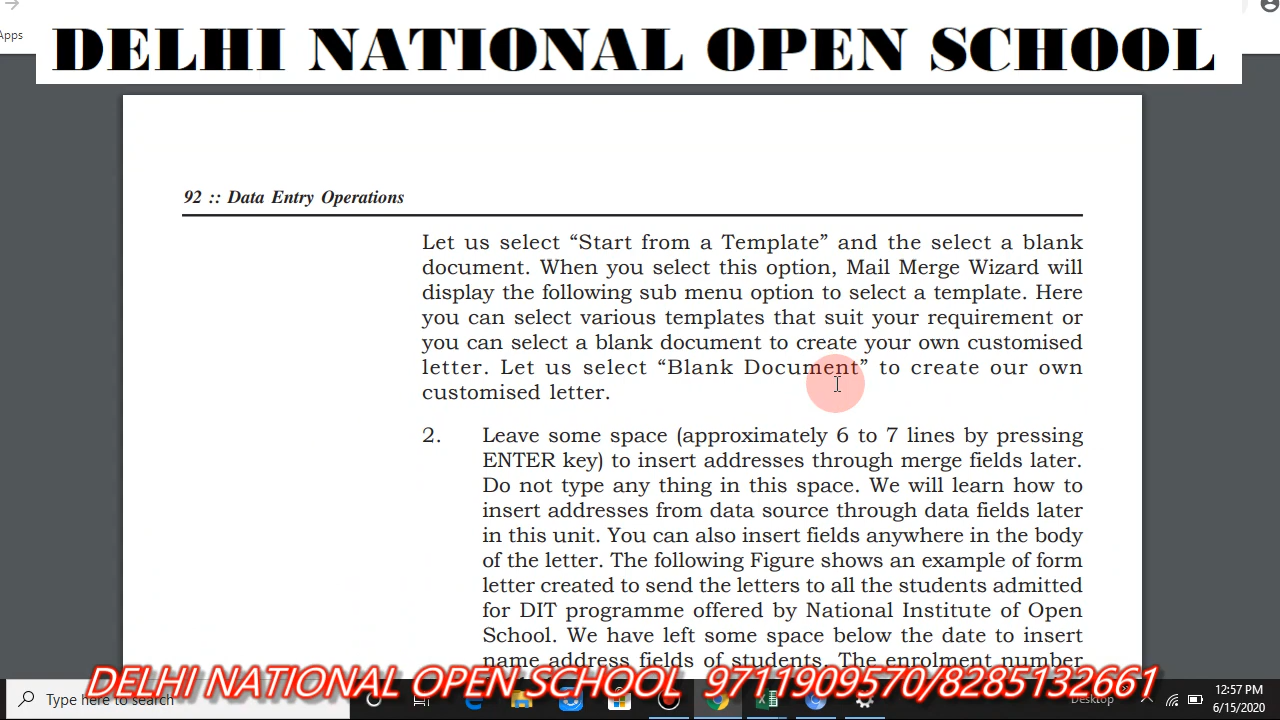 Apps
DELHI NATIONAL OPEN SCHOOL
92 :: Data Entry Operations
Let us select “Start from a Template” and the select a blank
document. When you select this option, Mail Merge Wizard will
display the following sub menu option to select a template. Here
you can select various templates that suit your requirement or
you can select a blank document to create your own customised
letter. Let us select “Blank Document” to create our own
customised letter.
2. Leave some space (approximately 6 to 7 lines by pressing
ENTER key) to insert addresses through merge fields later.
Do not type any thing in this space. We will learn how to
insert addresses from data source through data fields later
in this unit. You can also insert fields anywhere in the body
of the letter. The following Figure shows an example of form
letter created to send the letters to all the students admitted
for DIT programme offered by National Institute of Open
School. We have left some space below the date to insert
name address fields of students. The enrolment number
DELHI NATIONAL OPEN SCHOOL 9711909570/8285132661
Type here to search
Desktop
12:57 PM
6/15/2020